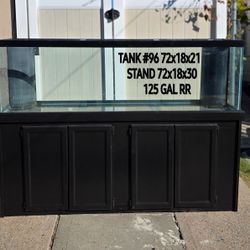 TANK #96 72x18x21
STAND 72x18x30
125 GAL RR